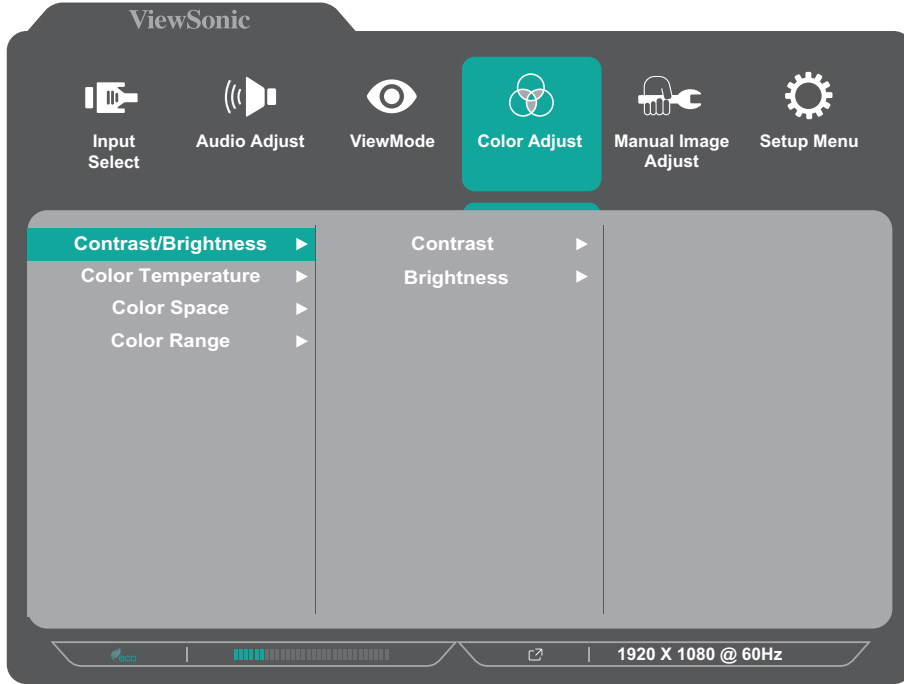 ViewSonic
Input
Select
Audio Adjust
ViewMode
Color Adjust
Manual Image
Adjust
Setup Menu
Contrast/Brightness
Color Temperature
Color Space
Color Range
Contrast
Brightness
eco
1920 X 1080 @ 60Hz